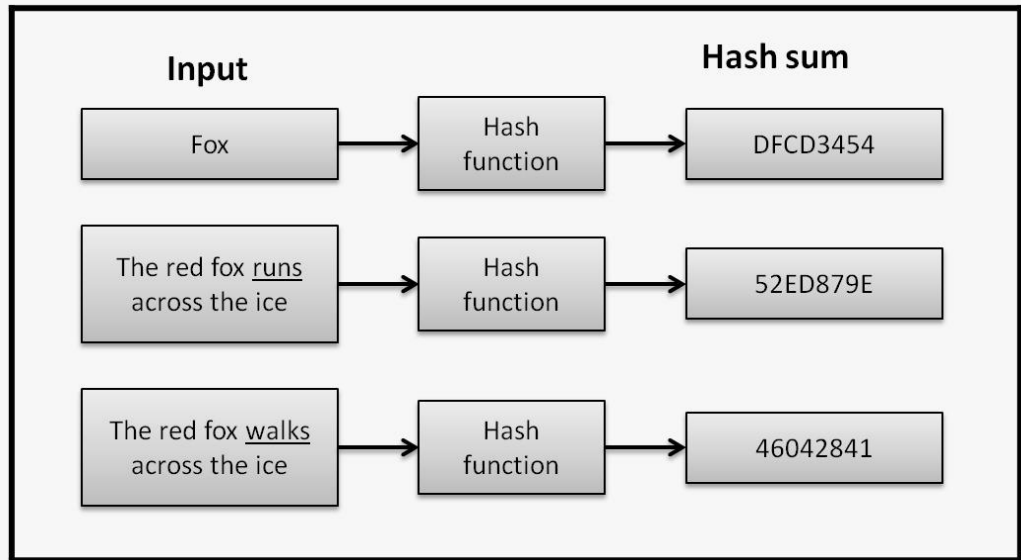 Input
Hash sum
Fox
Hash
function
DFCD3454
The red fox runs
across the ice
Hash
function
52ED879E
The red fox walks
across the ice
Hash
function
46042841